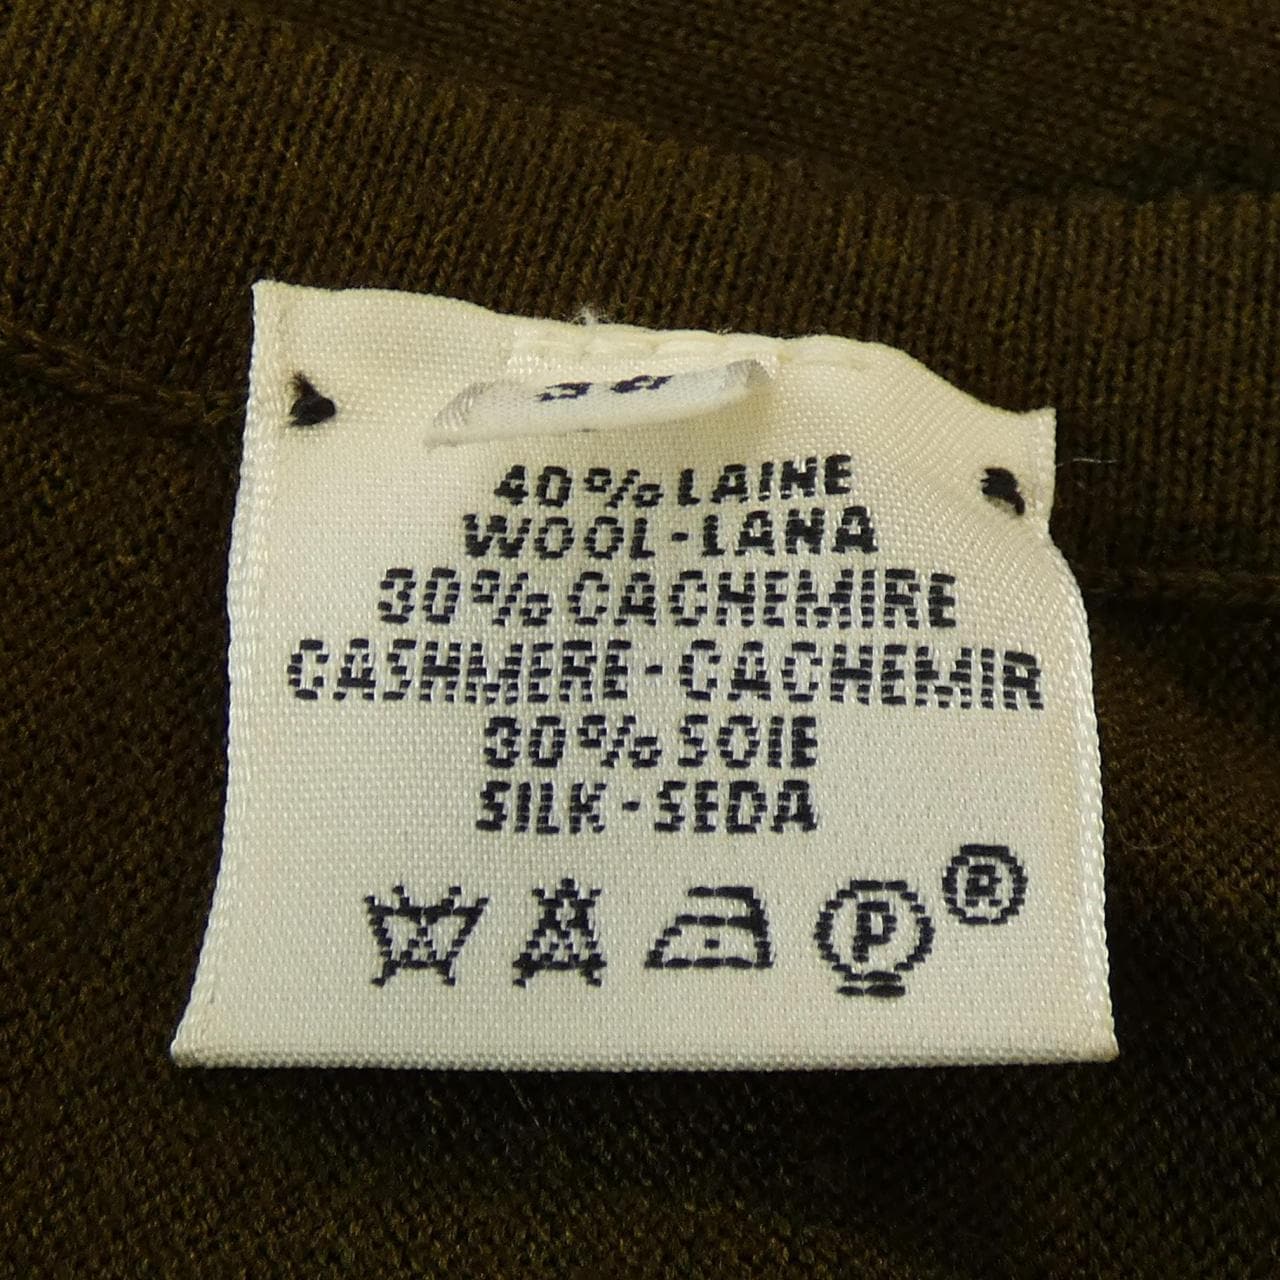 40% LAINE
WOOL-LANA
30% CACHEMIRE
CASHMERE-CACHEMIR
30% SOIE
SILK-SEDA
P ®